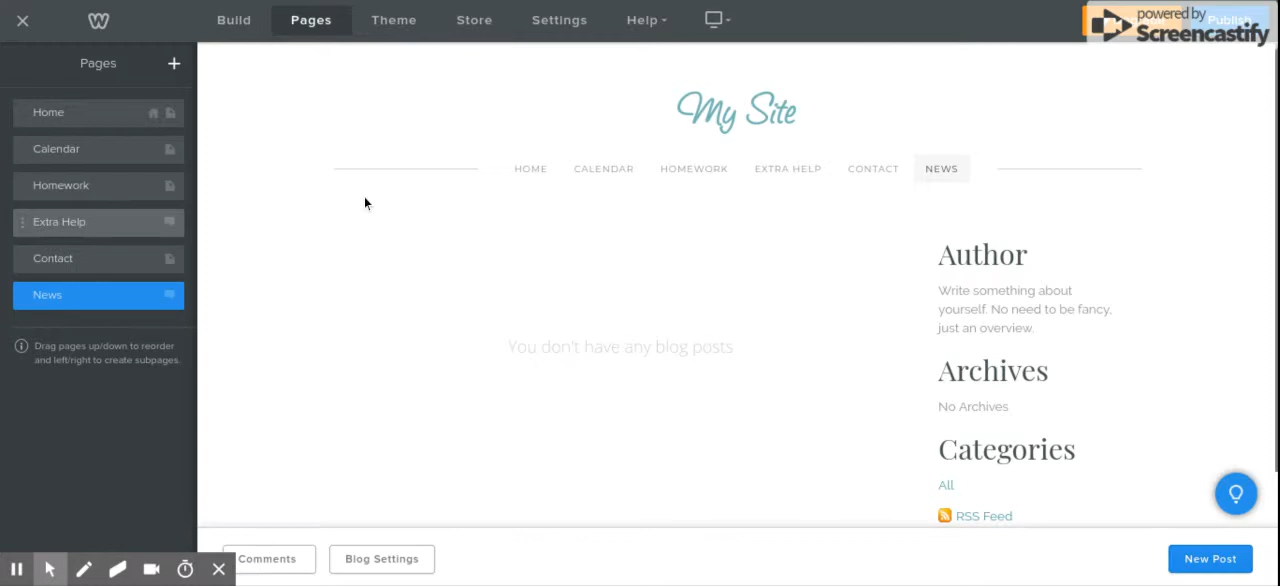 Build
Pages
Theme
Store
Settings
Help
powered by
Screencastify
Publish
Pages
Home
Calendar
Homework
Extra Help
Contact
News
Drag pages up/down to reorder
and left/right to create subpages.
My Site
HOME
CALENDAR
HOMEWORK
EXTRA HELP
CONTACT
NEWS
You don't have any blog posts
Author
Write something about
yourself. No need to be fancy,
just an overview.
Archives
No Archives
Categories
All
RSS Feed
Comments
Blog Settings
New Post